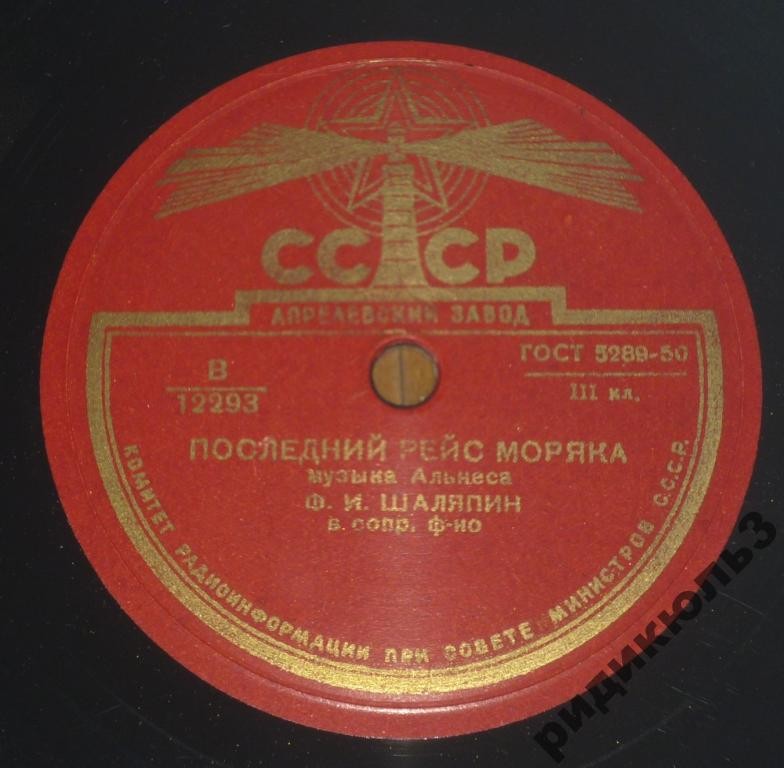 СССР
АПРЕЛЕВСКИЙ ЗАВОД
В
12293
ГОСТ 5289-50
III кл.
ПОСЛЕДНИЙ РЕЙС МОРЯКА
музыка Альнеса
Ф. И. ШАЛЯПИН
в сопр. ф-но
КОМИТЕТ РАДИОИНФОРМАЦИИ ПРИ СОВЕТЕ МИНИСТРОВ С.С.С.Р.
ридикюль3